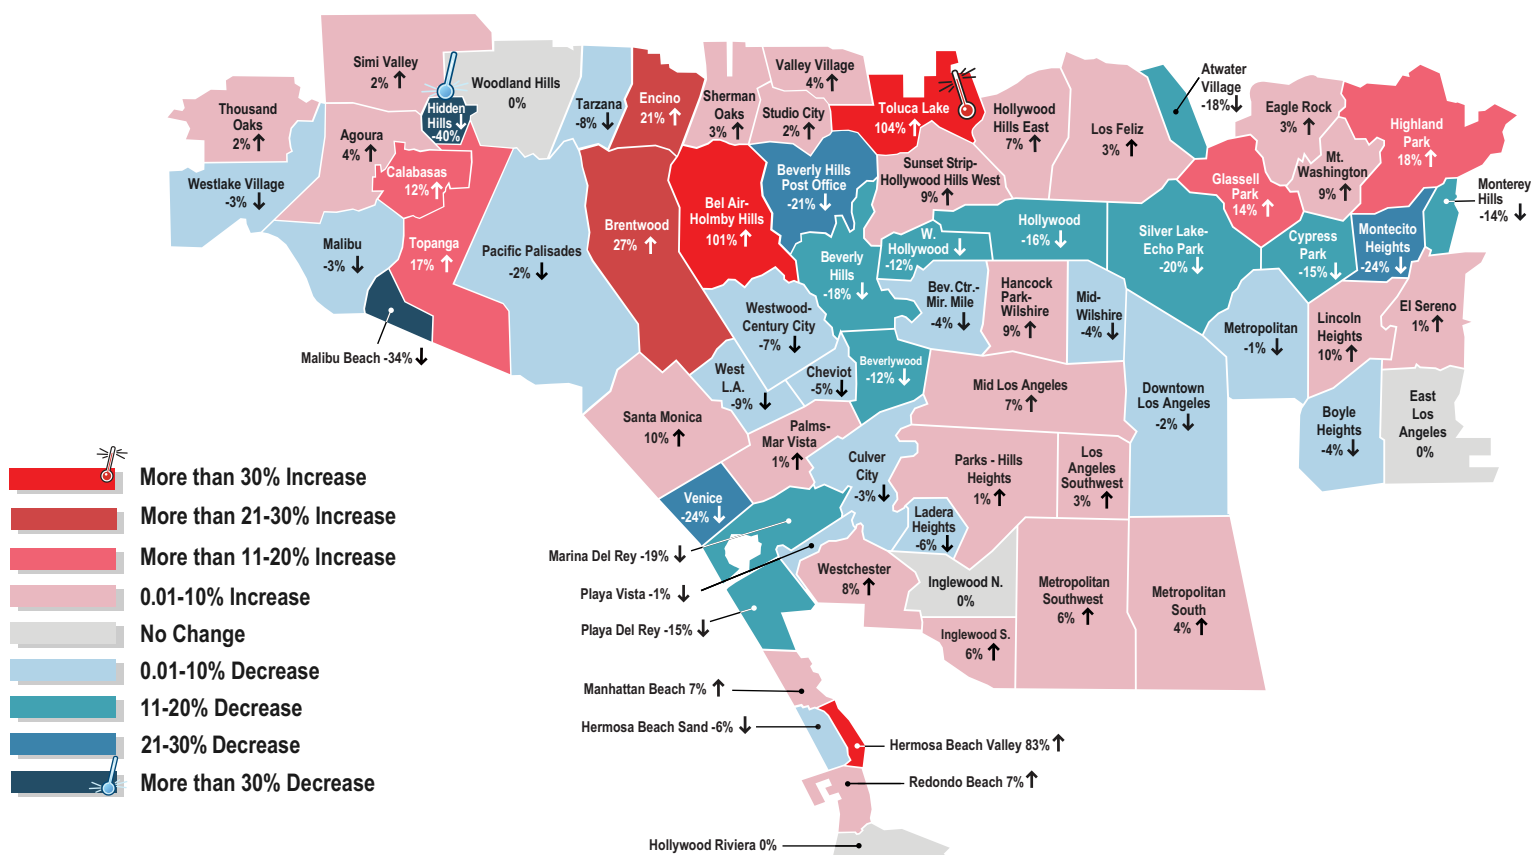 Simi Valley
2% ↑
Woodland Hills
0%
Thousand
Oaks
2% ↑
Hidden
Hills ↓
-40%
Agoura
4% ↑
Calabasas
12% ↑
Westlake Village
-3% ↓
Malibu
-3% ↓
Topanga
17% ↑
Malibu Beach -34% ↓
Tarzana
-8% ↓
Encino
21% ↑
Sherman
Oaks
3% ↑
Valley Village
4% ↑
Studio City
2% ↑
Toluca Lake
104% ↑
Hollywood
Hills East
7% ↑
Los Feliz
3% ↑
Atwater
Village
-18% ↓
Eagle Rock
3% ↑
Highland
Park
18% ↑
Mt.
Washington
9% ↑
Glassell
Park
14% ↑
Monterey
Hills
-14% ↓
Pacific Palisades
-2% ↓
Brentwood
27% ↑
Bel Air-
Holmby Hills
101% ↑
Beverly Hills
Post Office
-21% ↓
Sunset Strip-
Hollywood Hills West
9% ↑
Beverly
Hills
-18% ↓
W.
Hollywood ↓
-12%
Hollywood
-16% ↓
Silver Lake-
Echo Park
-20% ↓
Cypress
Park
-15% ↓
Montecito
Heights
-24% ↓
Bev. Ctr.-
Mir. Mile
-4% ↓
Hancock
Park-
Wilshire
9% ↑
Mid-
Wilshire
-4% ↓
Metropolitan
-1% ↓
Lincoln
Heights
10% ↑
El Sereno
1% ↑
Westwood-
Century City
-7% ↓
West
L.A.
-9% ↓
Cheviot
-5% ↓
Beverlywood
-12% ↓
Mid Los Angeles
7% ↑
Downtown
Los Angeles
-2% ↓
Boyle
Heights
-4% ↓
East
Los
Angeles
0%
Santa Monica
10% ↑
Palms-
Mar Vista
1% ↑
Culver
City
-3% ↓
Parks - Hills
Heights
1% ↑
Los
Angeles
Southwest
3% ↑
Venice
-24% ↓
Ladera
Heights
-6% ↓
Marina Del Rey -19% ↓
Playa Vista -1% ↓
Playa Del Rey -15% ↓
Westchester
8% ↑
Inglewood N.
0%
Inglewood S.
6% ↑
Metropolitan
Southwest
6% ↑
Metropolitan
South
4% ↑
Manhattan Beach 7% ↑
Hermosa Beach Sand -6% ↓
Hermosa Beach Valley 83% ↑
Redondo Beach 7% ↑
Hollywood Riviera 0%
More than 30% Increase
More than 21-30% Increase
More than 11-20% Increase
0.01-10% Increase
No Change
0.01-10% Decrease
11-20% Decrease
21-30% Decrease
More than 30% Decrease